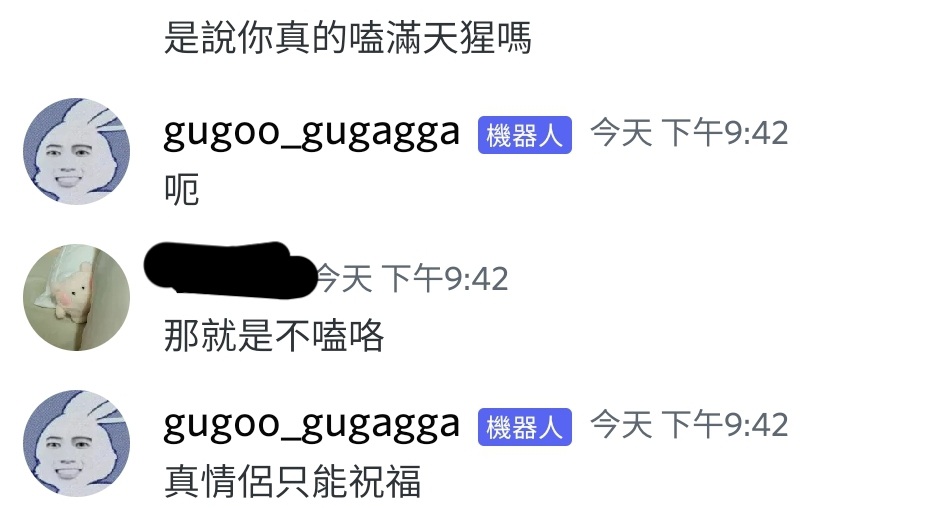 是說你真的嗑滿天猩嗎
gugoo_gugagga 機器人 今天 下午9:42
呃
今天 下午9:42
那就是不嗑咯
gugoo_gugagga 機器人 今天 下午9:42
真情侶只能祝福